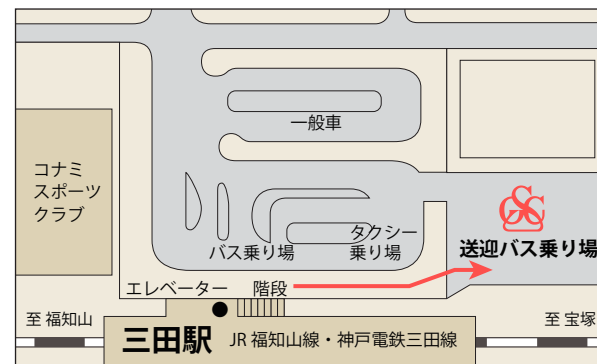 一般車
コナミ
スポーツ
クラブ
タクシー
乗り場
バス乗り場
送迎バス乗り場
エレベーター
階段
至 福知山
至 宝塚
三田駅
JR 福知山線・神戸電鉄三田線